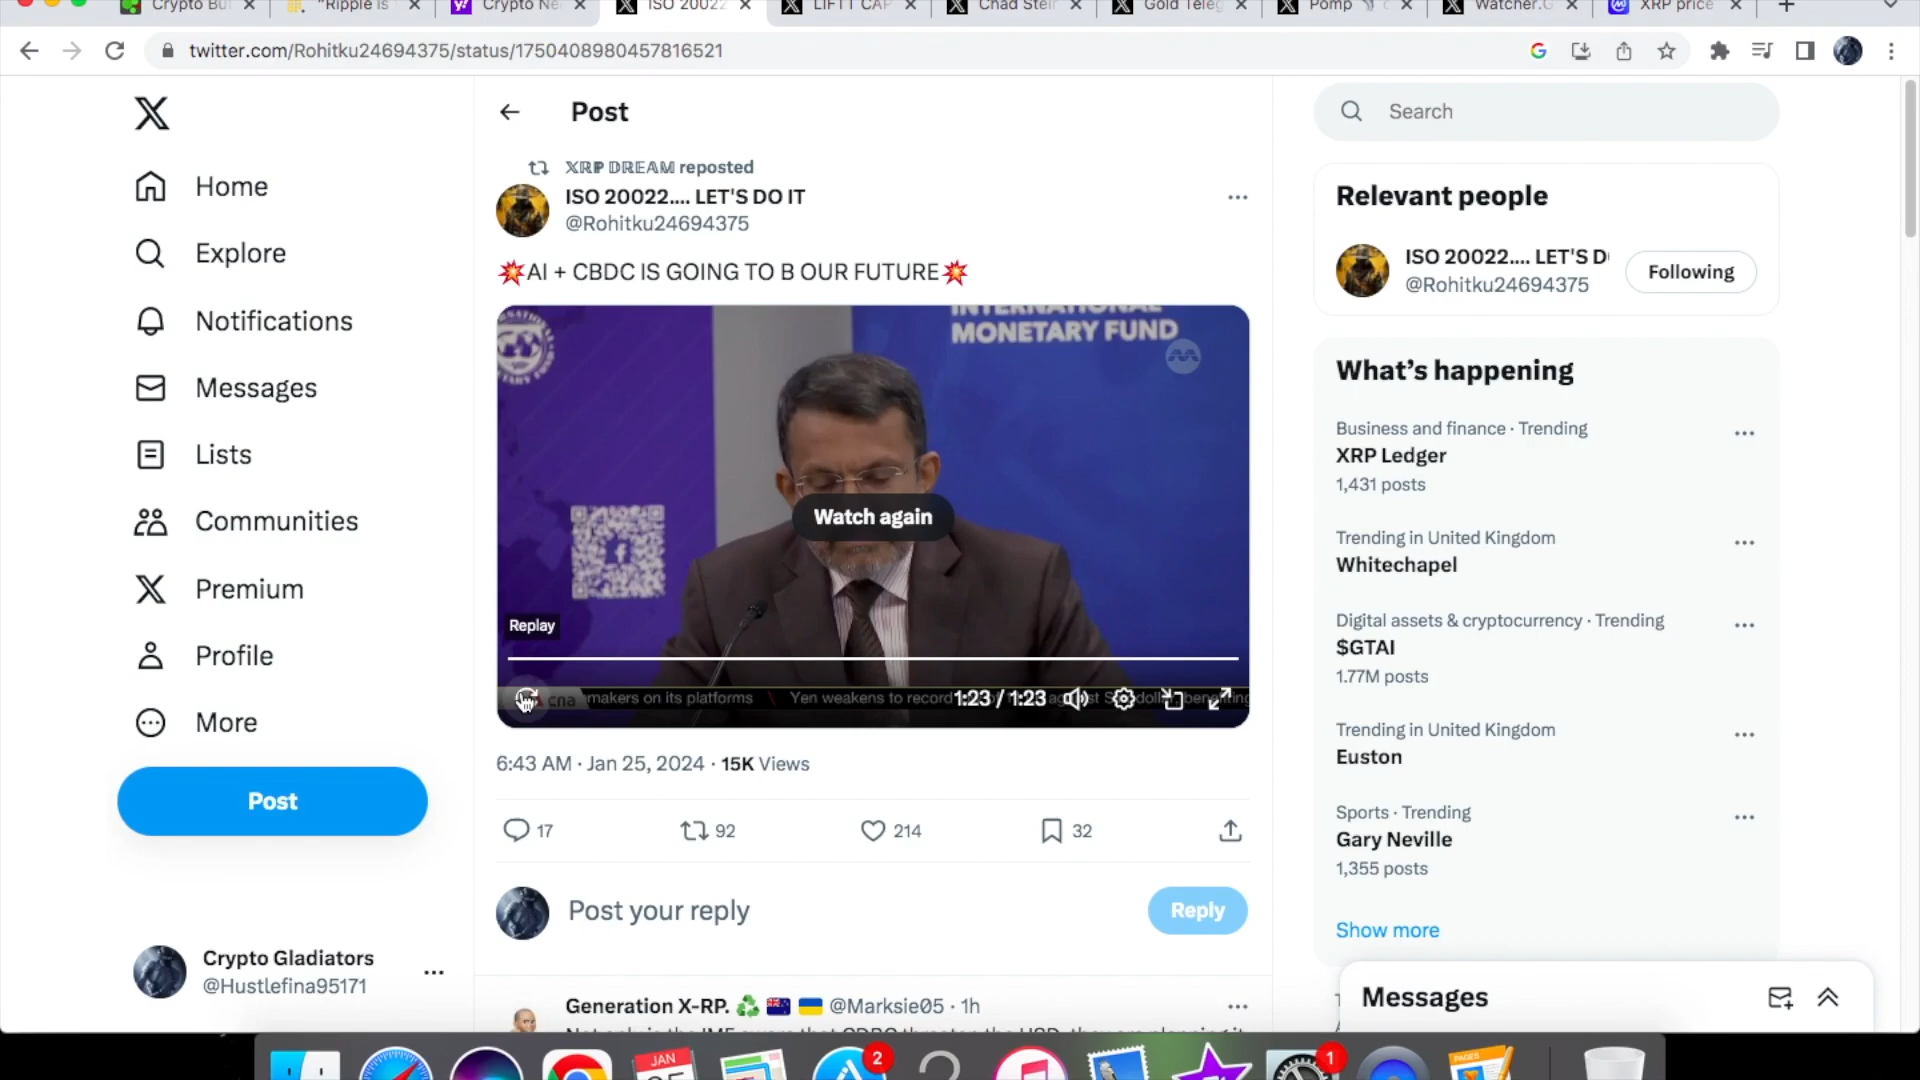 Crypto Bu
"Ripple is
Crypto Ne
ISO 20022
LIFTT CAP
Chad Stein
Gold Teleg
Pomp
Watcher.G
XRP price
twitter.com/Rohitku24694375/status/1750408980457816521
Home
Explore
Notifications
Messages
Lists
Communities
Premium
Profile
More
Post
Crypto Gladiators
@Hustlefina95171
Post
XRP DREAM reposted
ISO 20022.... LET'S DO IT
@Rohitku24694375
💥AI + CBDC IS GOING TO B OUR FUTURE💥
INTERNATIONAL
MONETARY FUND
Watch again
Replay
cna makers on its platforms \ Yen weakens to record
1:23 / 1:23
6:43 AM · Jan 25, 2024 · 15K Views
17 92 214 32
Post your reply
Reply
Generation X-RP. ♻️ 🇳🇿 🇺🇦 @Marksie05 · 1h
Search
Relevant people
ISO 20022.... LET'S D
@Rohitku24694375
Following
What's happening
Business and finance · Trending
XRP Ledger
1,431 posts
Trending in United Kingdom
Whitechapel
Digital assets & cryptocurrency · Trending
$GTAI
1.77M posts
Trending in United Kingdom
Euston
Sports · Trending
Gary Neville
1,355 posts
Show more
Messages
JAN
2
1
PAGES